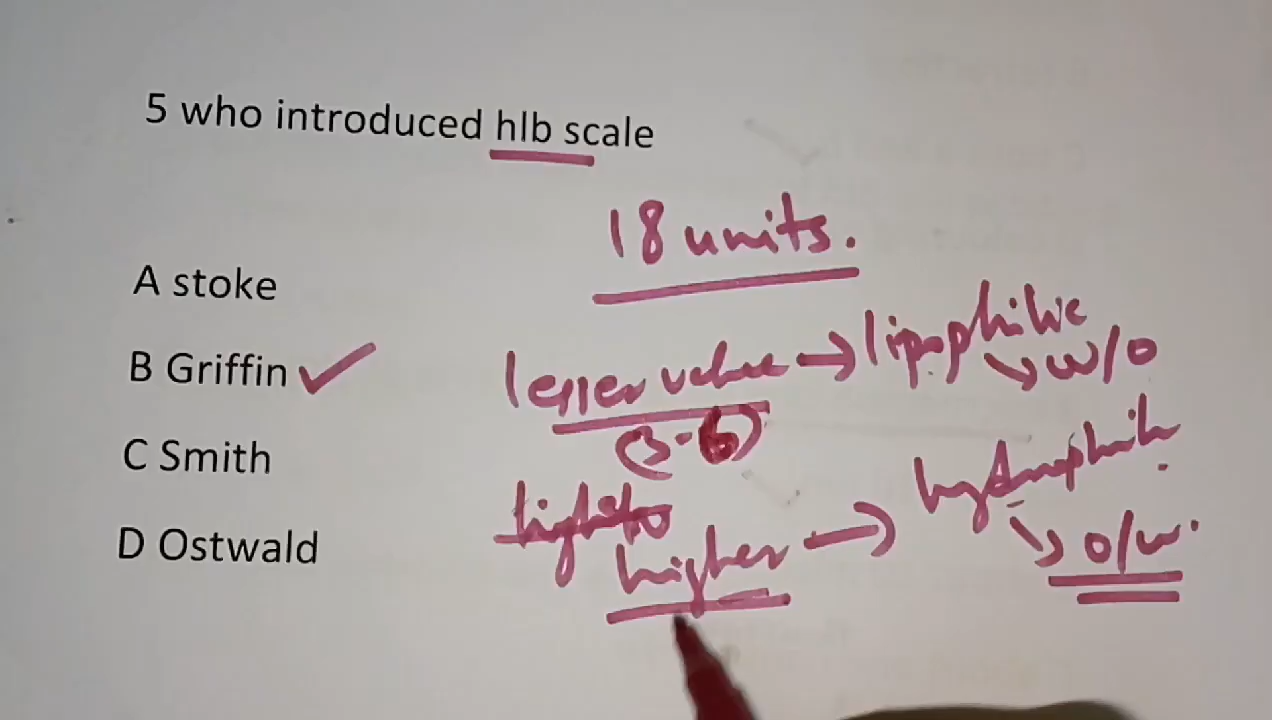 5 who introduced hlb scale
18 units.
A stoke
B Griffin
lesser value → lipophilic
→ w/o
(3-6)
C Smith
higher → hydrophilic
→ o/w.
D Ostwald